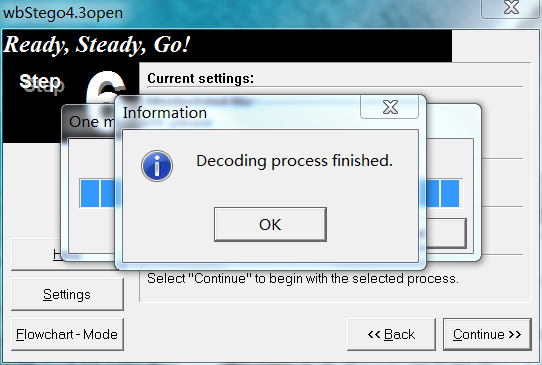 wbStego4.3open
Ready, Steady, Go!
Step
6
Current settings:
One m
Information
Decoding process finished.
OK
Select "Continue" to begin with the selected process.
Settings
Flowchart - Mode
<< Back
Continue >>